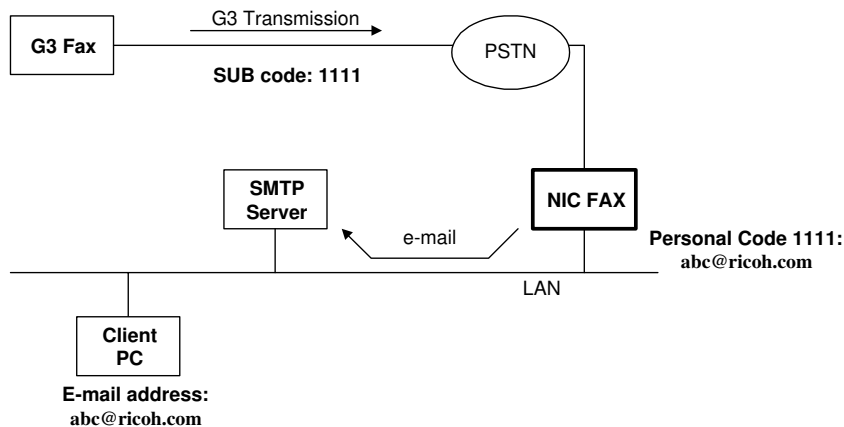 G3 Transmission
G3 Fax
PSTN
SUB code: 1111
SMTP
Server
NIC FAX
e-mail
Personal Code 1111:
abc@ricoh.com
LAN
Client
PC
E-mail address:
abc@ricoh.com